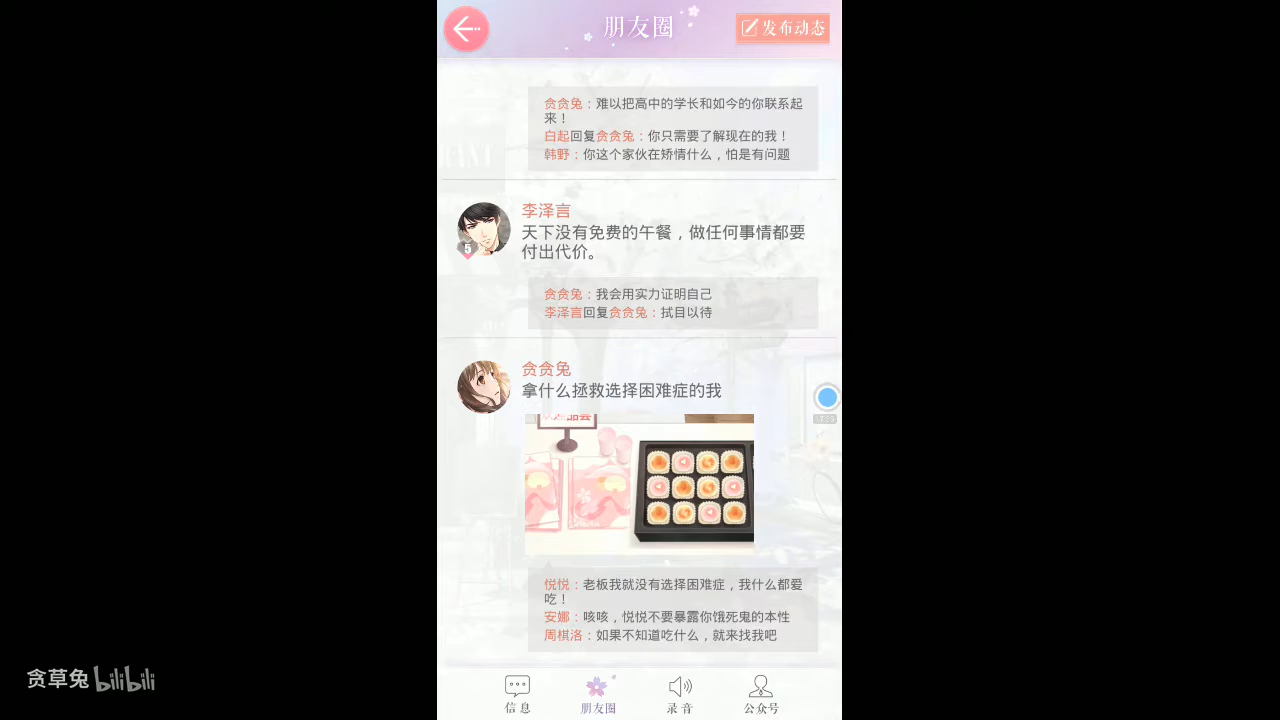 朋友圈
发布动态
贪贪兔：难以把高中的学长和如今的你联系起
来！
白起回复贪贪兔：你只需要了解现在的我！
韩野：你这个家伙在矫情什么，怕是有问题
李泽言
天下没有免费的午餐，做任何事情都要
付出代价。
5
贪贪兔：我会用实力证明自己
李泽言回复贪贪兔：拭目以待
贪贪兔
拿什么拯救选择困难症的我
悦悦：老板我就没有选择困难症，我什么都爱
吃！
安娜：咳咳，悦悦不要暴露你饿死鬼的本性
周棋洛：如果不知道吃什么，就来找我吧
贪草兔 bilibili
信息
朋友圈
录音
公众号